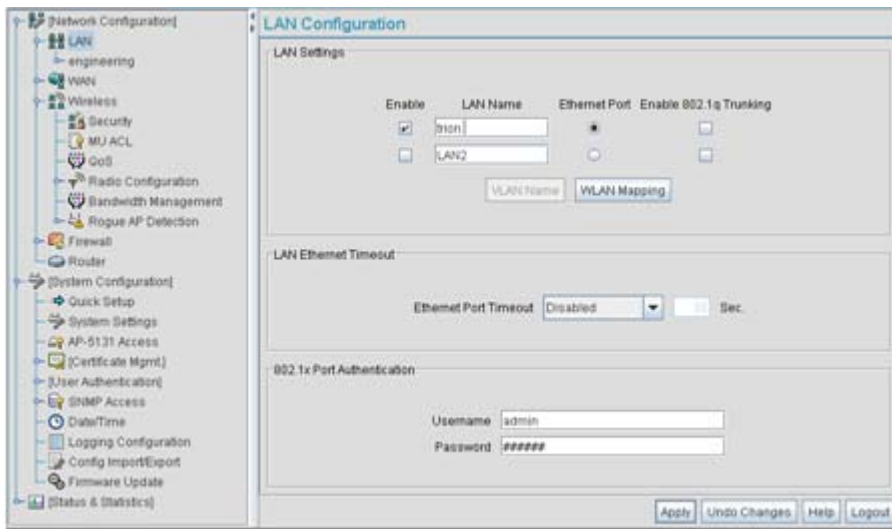 [Network Configuration]
LAN
engineering
WAN
Wireless
Security
MU ACL
QoS
Radio Configuration
Bandwidth Management
Rogue AP Detection
Firewall
Router
[System Configuration]
Quick Setup
System Settings
AP-5131 Access
[Certificate Mgmt.]
[User Authentication]
SNMP Access
Date/Time
Logging Configuration
Config Import/Export
Firmware Update
[Status & Statistics]
LAN Configuration
LAN Settings
Enable LAN Name Ethernet Port Enable 802.1q Trunking
trion
LAN2
VLAN Name WLAN Mapping
LAN Ethernet Timeout
Ethernet Port Timeout Disabled Sec.
802.1x Port Authentication
Username admin
Password ######
Apply Undo Changes Help Logout